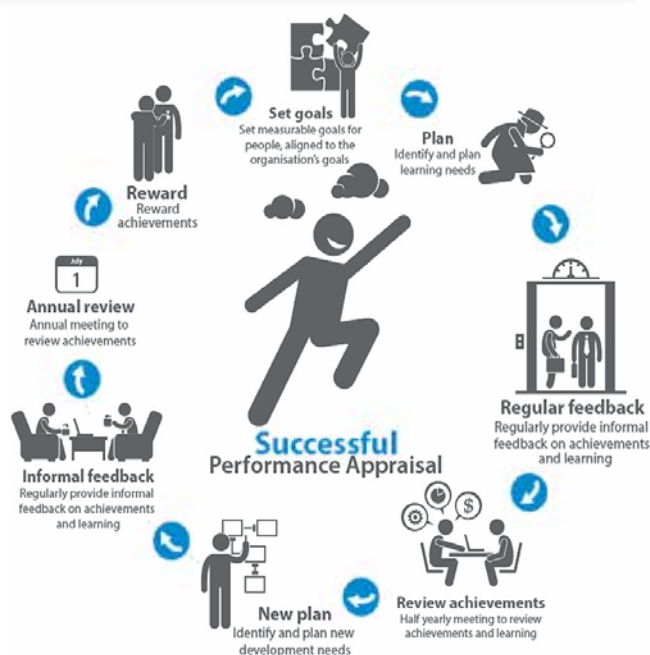 Set goals
Set measurable goals for
people, aligned to the
organisation's goals
Plan
Identify and plan
learning needs
Regular feedback
Regularly provide informal
feedback on achievements
and learning
$
Review achievements
Half yearly meeting to review
achievements and learning
New plan
Identify and plan new
development needs
Informal feedback
Regularly provide informal
feedback on achievements
and learning
July
1
Annual review
Annual meeting to
review achievements
Reward
Reward
achievements
Successful
Performance Appraisal